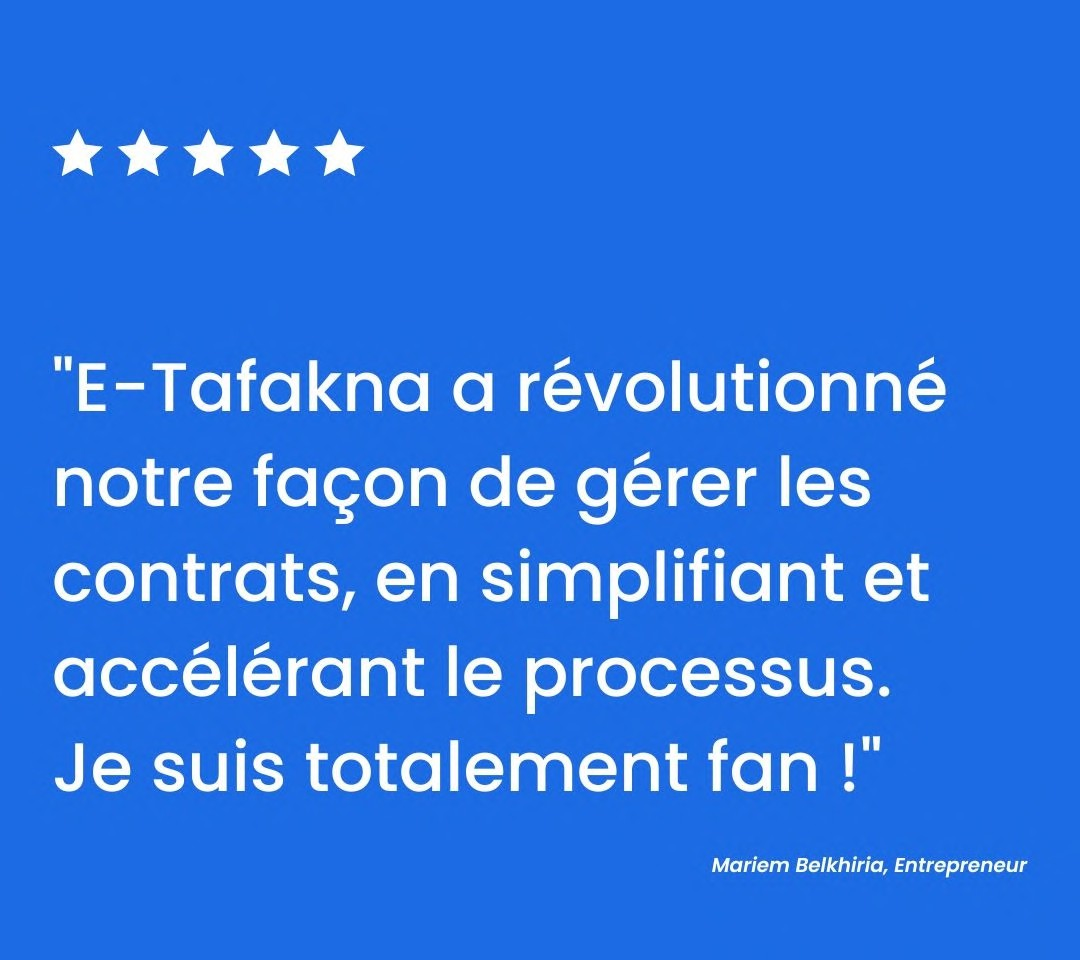 "E-Tafakna a révolutionné
notre façon de gérer les
contrats, en simplifiant et
accélérant le processus.
Je suis totalement fan !"
Mariem Belkhiria, Entrepreneur